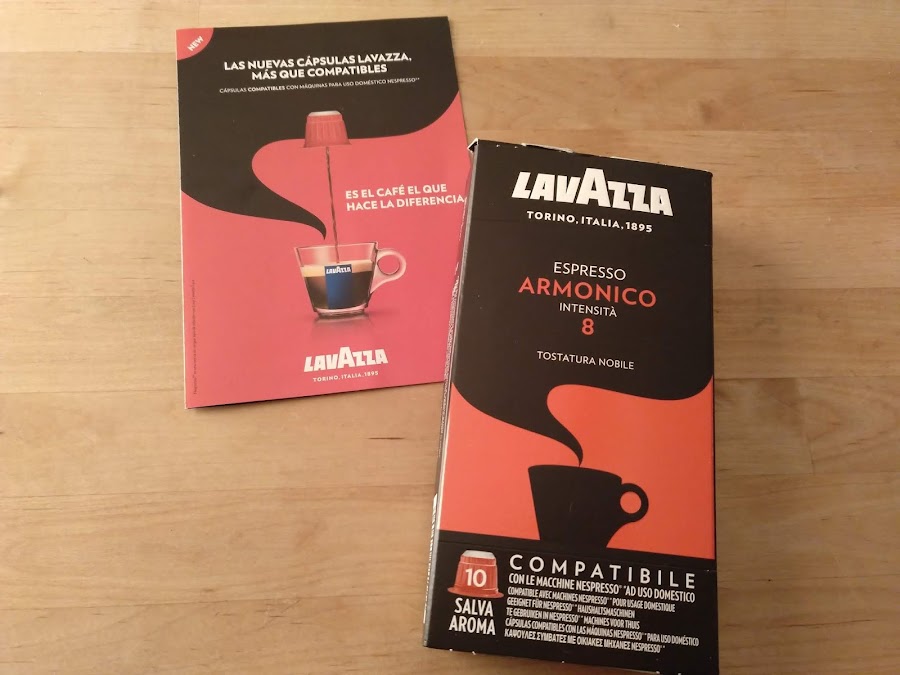 NEW
LAS NUEVAS CÁPSULAS LAVAZZA,
MÁS QUE COMPATIBLES
CÁPSULAS COMPATIBLES CON MÁQUINAS PARA USO DOMÉSTICO NESPRESSO**
ES EL CAFÉ EL QUE
HACE LA DIFERENCIA
LAVAZZA
LAVAZZA
TORINO, ITALIA, 1895
LAVAZZA
TORINO, ITALIA, 1895
ESPRESSO
ARMONICO
INTENSITÀ
8
TOSTATURA NOBILE
10
SALVA
AROMA
COMPATIBILE
CON LE MACCHINE NESPRESSO** AD USO DOMESTICO
COMPATIBLE AVEC MACHINES NESPRESSO** POUR USAGE DOMESTIQUE
GEEIGNET FÜR NESPRESSO** HAUSHALTSMASCHINEN
TE GEBRUIKEN IN NESPRESSO** MACHINES VOOR THUIS
CÁPSULAS COMPATIBLES CON LAS MÁQUINAS NESPRESSO** PARA USO DOMÉSTICO
ΚΑΨΟΥΛΕΣ ΣΥΜΒΑΤΕΣ ΜΕ ΟΙΚΙΑΚΕΣ ΜΗΧΑΝΕΣ NESPRESSO**